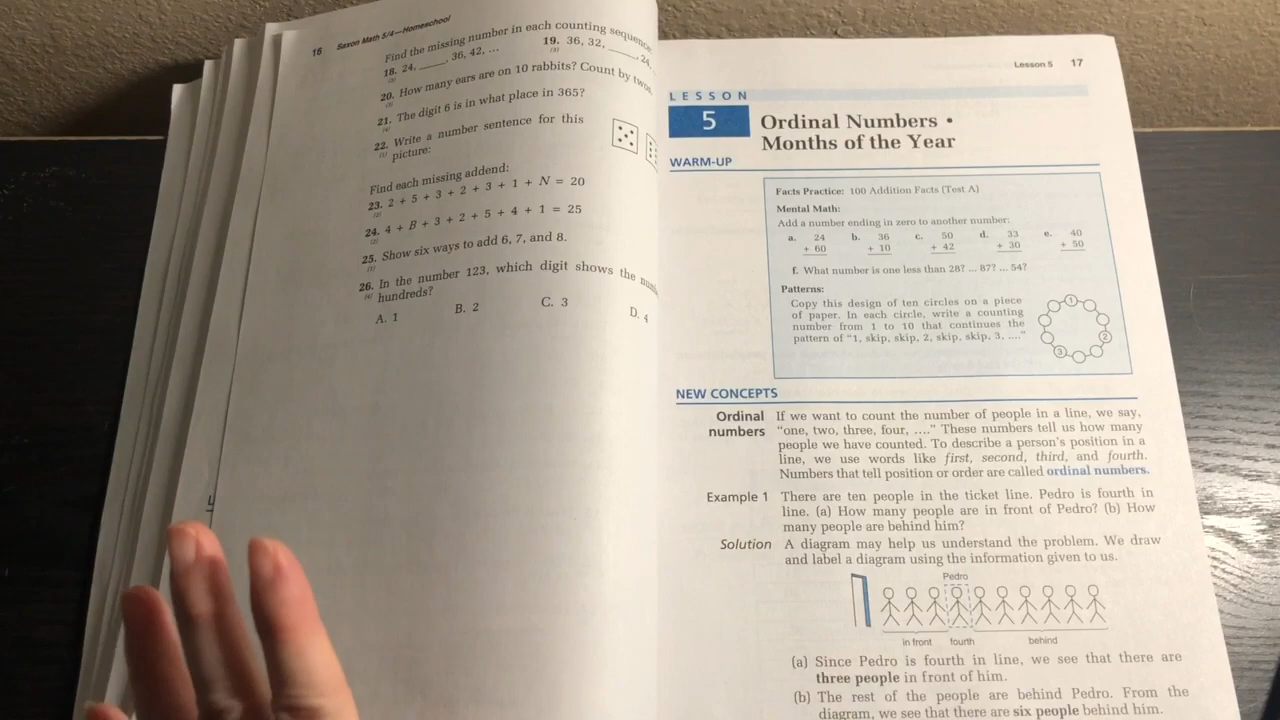 16 Saxon Math 5/4—Homeschool
Find the missing number in each counting sequence
18. 24, ____, 36, 42, ...
(3)
19. 36, 32, ____, 24,
(3)
20. How many ears are on 10 rabbits? Count by twos.
(3)
21. The digit 6 is in what place in 365?
(4)
22. Write a number sentence for this
(1) picture:
Find each missing addend:
23. 2 + 5 + 3 + 2 + 3 + 1 + N = 20
(2)
24. 4 + B + 3 + 2 + 5 + 4 + 1 = 25
(2)
25. Show six ways to add 6, 7, and 8.
(1)
26. In the number 123, which digit shows the
(4) hundreds?
A. 1 B. 2 C. 3 D. 4
L
Lesson 5 17
LESSON
5
Ordinal Numbers •
Months of the Year
WARM-UP
Facts Practice: 100 Addition Facts (Test A)
Mental Math:
Add a number ending in zero to another number:
a. 24 b. 36 c. 50 d. 33 e. 40
+ 60 + 10 + 42 + 30 + 50
f. What number is one less than 28? ... 87? ... 54?
Patterns:
Copy this design of ten circles on a piece
of paper. In each circle, write a counting
number from 1 to 10 that continues the
pattern of “1, skip, skip, 2, skip, skip, 3, ....”
1
2
3
NEW CONCEPTS
Ordinal numbers
If we want to count the number of people in a line, we say,
“one, two, three, four, ....” These numbers tell us how many
people we have counted. To describe a person’s position in a
line, we use words like first, second, third, and fourth.
Numbers that tell position or order are called ordinal numbers.
Example 1 There are ten people in the ticket line. Pedro is fourth in
line. (a) How many people are in front of Pedro? (b) How
many people are behind him?
Solution A diagram may help us understand the problem. We draw
and label a diagram using the information given to us.
Pedro
in front fourth behind
(a) Since Pedro is fourth in line, we see that there are
three people in front of him.
(b) The rest of the people are behind Pedro. From the
diagram, we see that there are six people behind him.